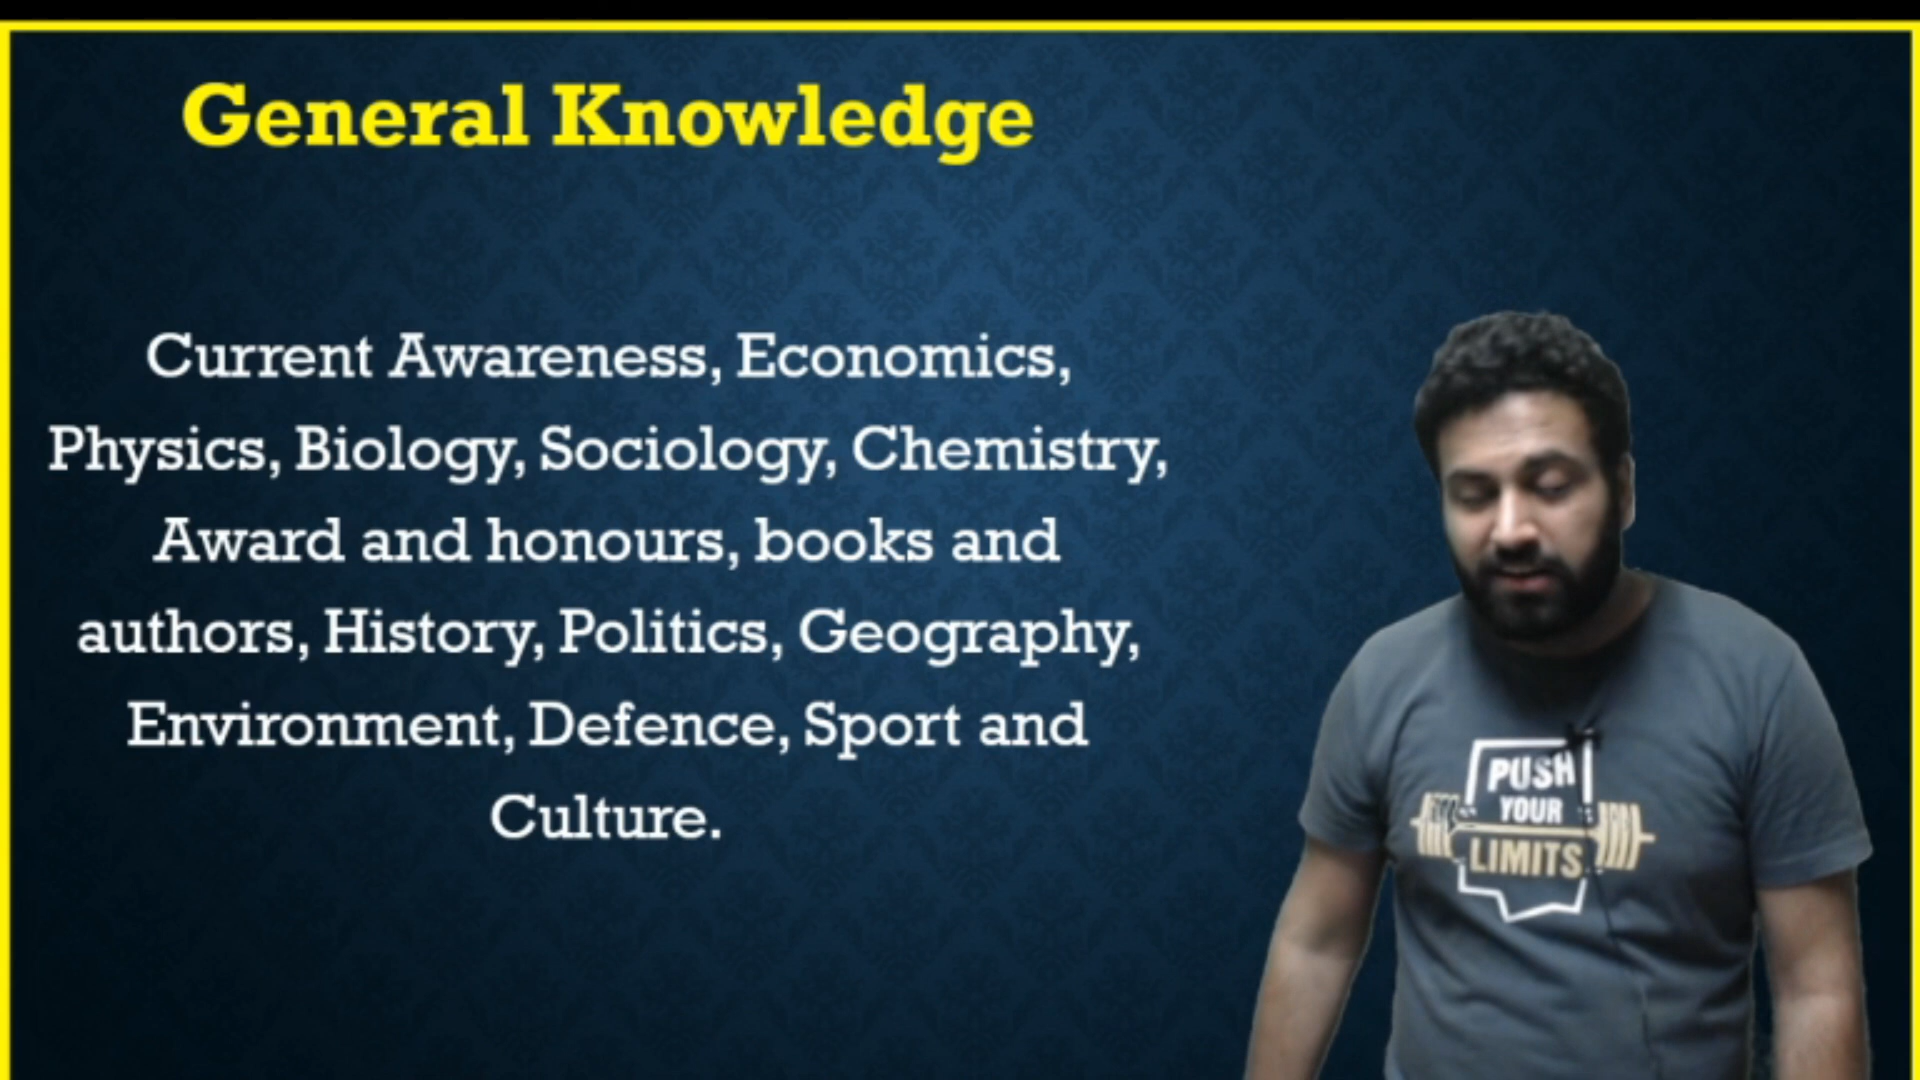 General Knowledge
Current Awareness, Economics,
Physics, Biology, Sociology, Chemistry,
Award and honours, books and
authors, History, Politics, Geography,
Environment, Defence, Sport and
Culture.
PUSH
YOUR
LIMITS